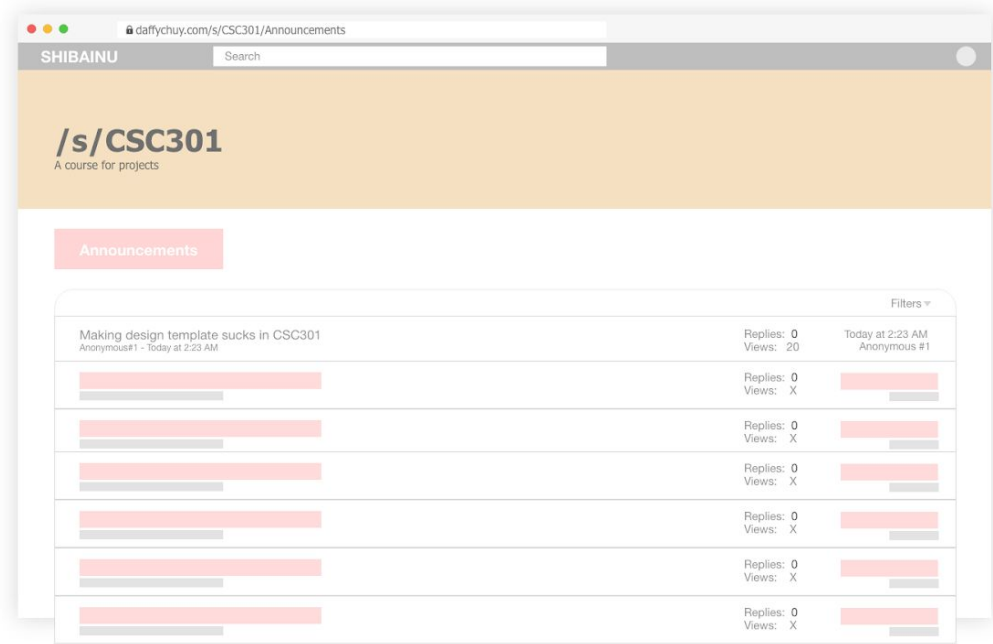 daffychuy.com/s/CSC301/Announcements
SHIBAINU
Search
/s/CSC301
A course for projects
Announcements
Filters
Making design template sucks in CSC301
Anonymous#1 - Today at 2:23 AM
Replies: 0
Views: 20
Today at 2:23 AM
Anonymous #1
Replies: 0
Views: X
Replies: 0
Views: X
Replies: 0
Views: X
Replies: 0
Views: X
Replies: 0
Views: X
Replies: 0
Views: X